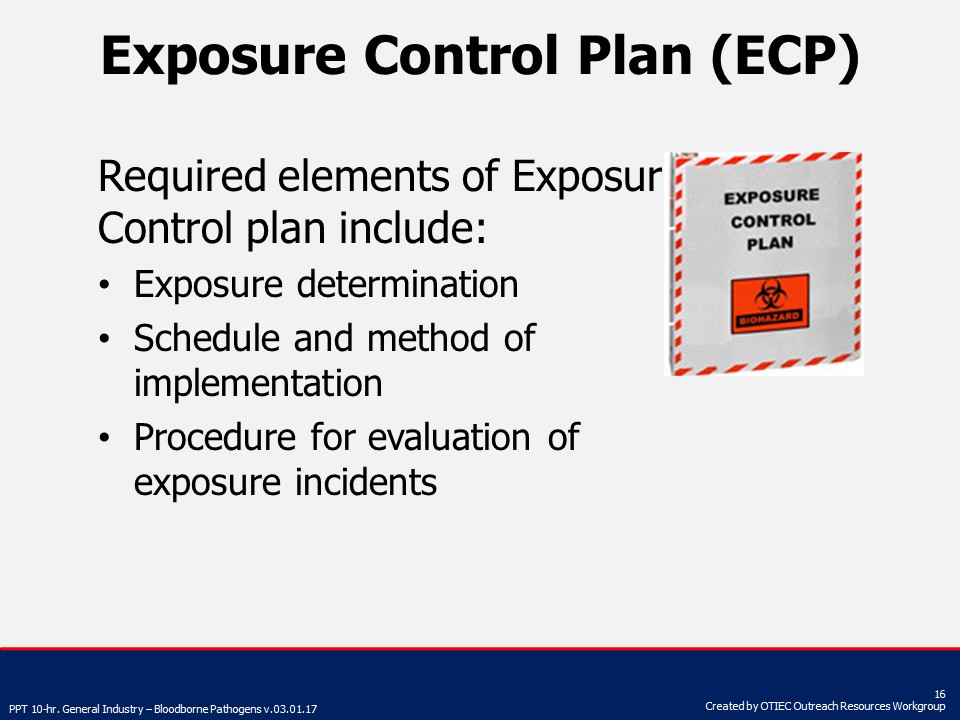 Exposure Control Plan (ECP)
Required elements of Exposur
Control plan include:
• Exposure determination
• Schedule and method of
implementation
• Procedure for evaluation of
exposure incidents
EXPOSURE
CONTROL
PLAN
BIOHAZARD
16
PPT 10-hr. General Industry – Bloodborne Pathogens v.03.01.17
Created by OTIEC Outreach Resources Workgroup